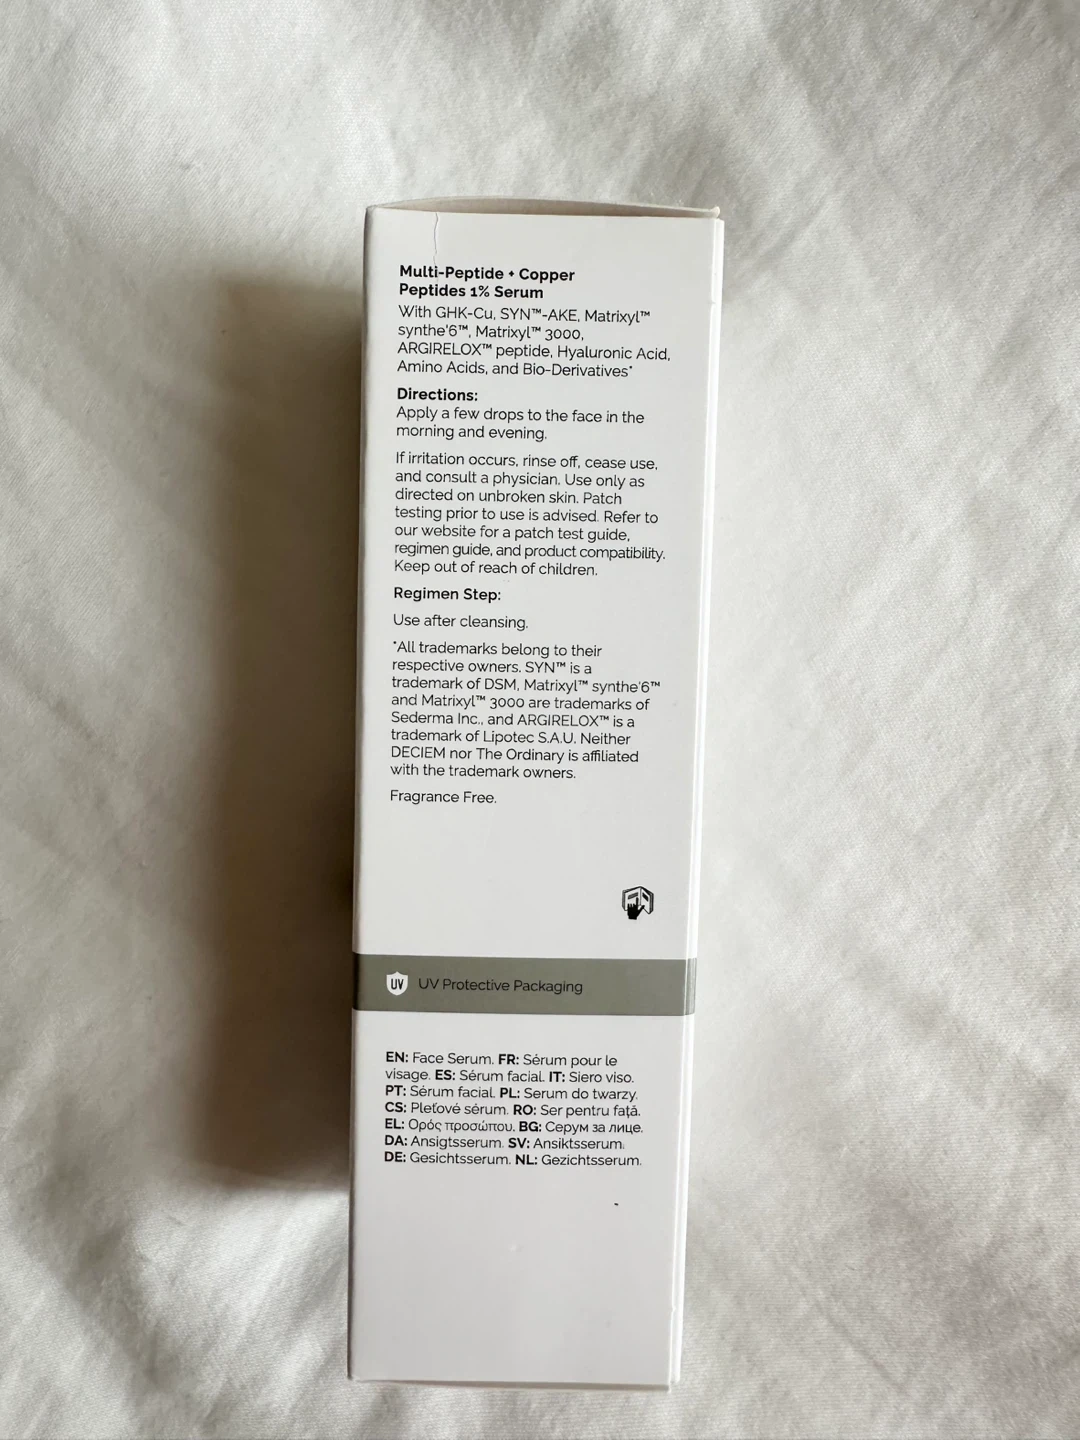 Multi-Peptide + Copper
Peptides 1% Serum
With GHK-Cu, SYN™-AKE, Matrixyl™
synthe'6™, Matrixyl™ 3000,
ARGIRELOX™ peptide, Hyaluronic Acid,
Amino Acids, and Bio-Derivatives*
Directions:
Apply a few drops to the face in the
morning and evening.
If irritation occurs, rinse off, cease use,
and consult a physician. Use only as
directed on unbroken skin. Patch
testing prior to use is advised. Refer to
our website for a patch test guide,
regimen guide, and product compatibility.
Keep out of reach of children.
Regimen Step:
Use after cleansing.
*All trademarks belong to their
respective owners. SYN™ is a
trademark of DSM, Matrixyl™ synthe'6™
and Matrixyl™ 3000 are trademarks of
Sederma Inc., and ARGIRELOX™ is a
trademark of Lipotec S.A.U. Neither
DECIEM nor The Ordinary is affiliated
with the trademark owners.
Fragrance Free.
UV UV Protective Packaging
EN: Face Serum. FR: Sérum pour le
visage. ES: Sérum facial. IT: Siero viso.
PT: Sérum facial. PL: Serum do twarzy.
CS: Pleťové sérum. RO: Ser pentru față.
EL: Ορός προσώπου. BG: Серум за лице.
DA: Ansigtsserum. SV: Ansiktsserum.
DE: Gesichtsserum. NL: Gezichtsserum.